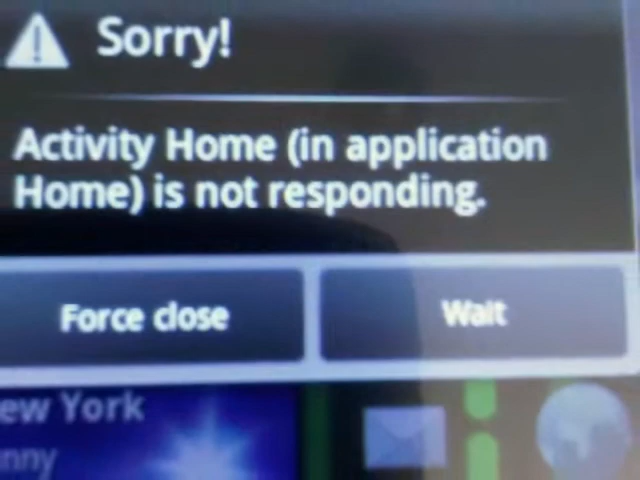 Sorry!
Activity Home (in application
Home) is not responding.
Force close
Wait
ew York
nny